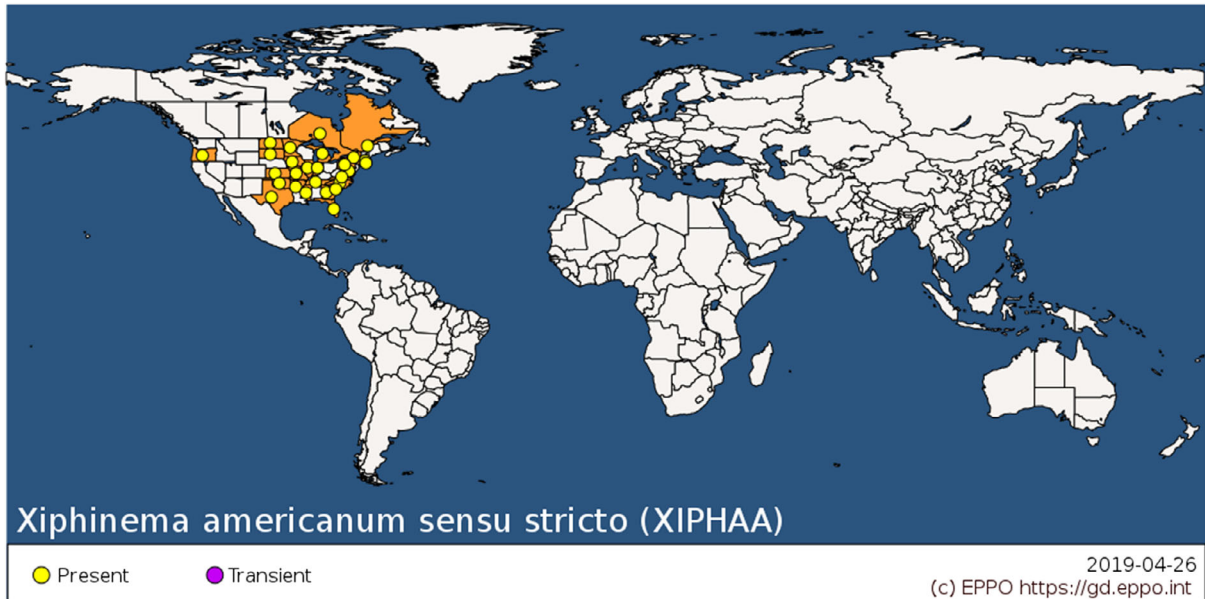 Xiphinema americanum sensu stricto (XIPHAA)
Present
Transient
2019-04-26
(c) EPPO https://gd.eppo.int